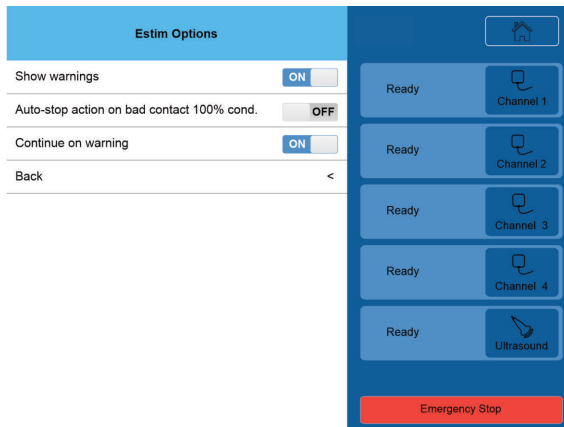 Estim Options
Show warnings ON
Auto-stop action on bad contact 100% cond. OFF
Continue on warning ON
Back <
Ready Channel 1
Ready Channel 2
Ready Channel 3
Ready Channel 4
Ready Ultrasound
Emergency Stop